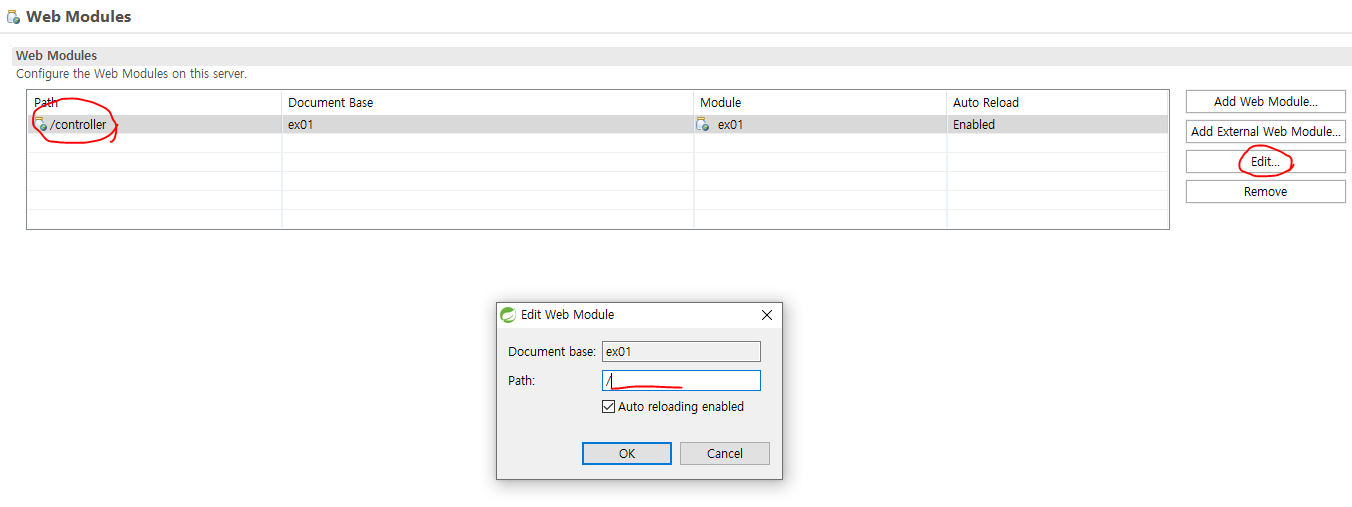 Web Modules
Web Modules
Configure the Web Modules on this server.
Path Document Base Module Auto Reload
/controller ex01 ex01 Enabled
Add Web Module...
Add External Web Module...
Edit...
Remove
Edit Web Module
Document base: ex01
Path: /
Auto reloading enabled
OK Cancel